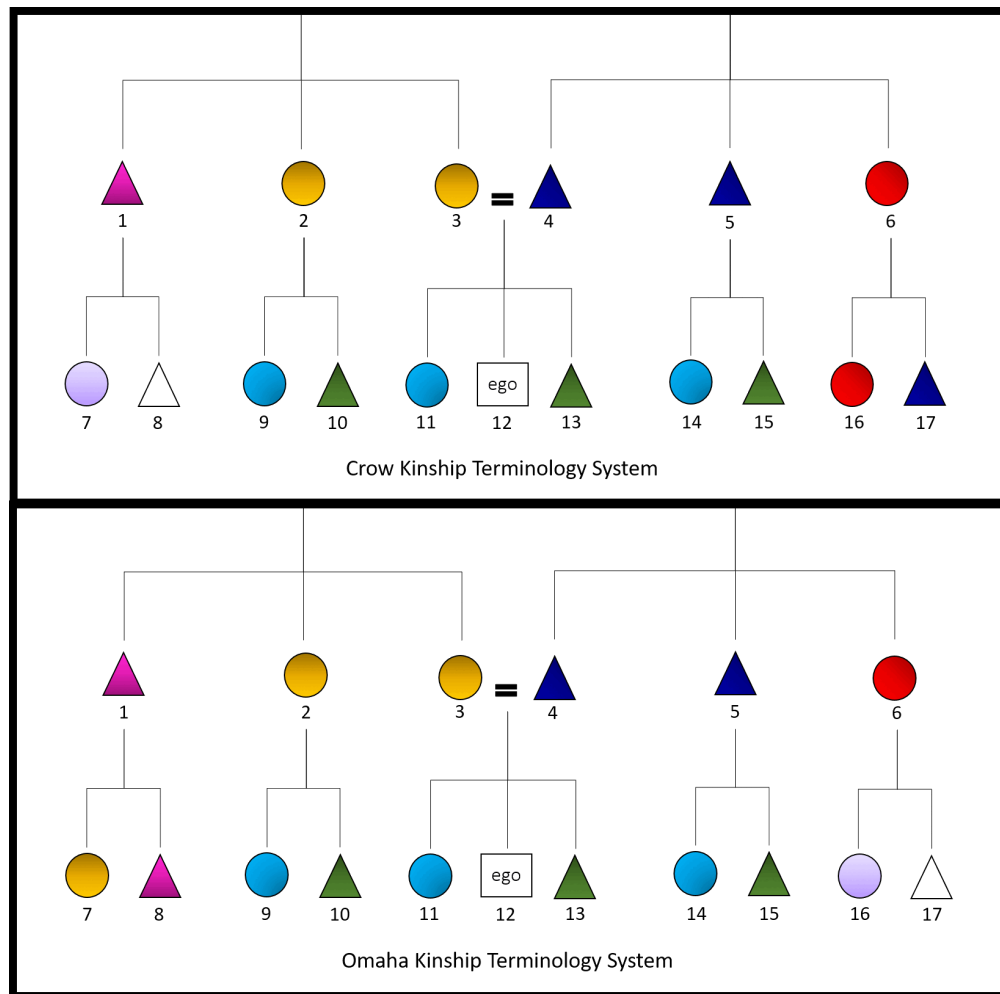 1 2 3 4 5 6
7 8 9 10 11 ego 12 13 14 15 16 17
Crow Kinship Terminology System
1 2 3 4 5 6
7 8 9 10 11 ego 12 13 14 15 16 17
Omaha Kinship Terminology System